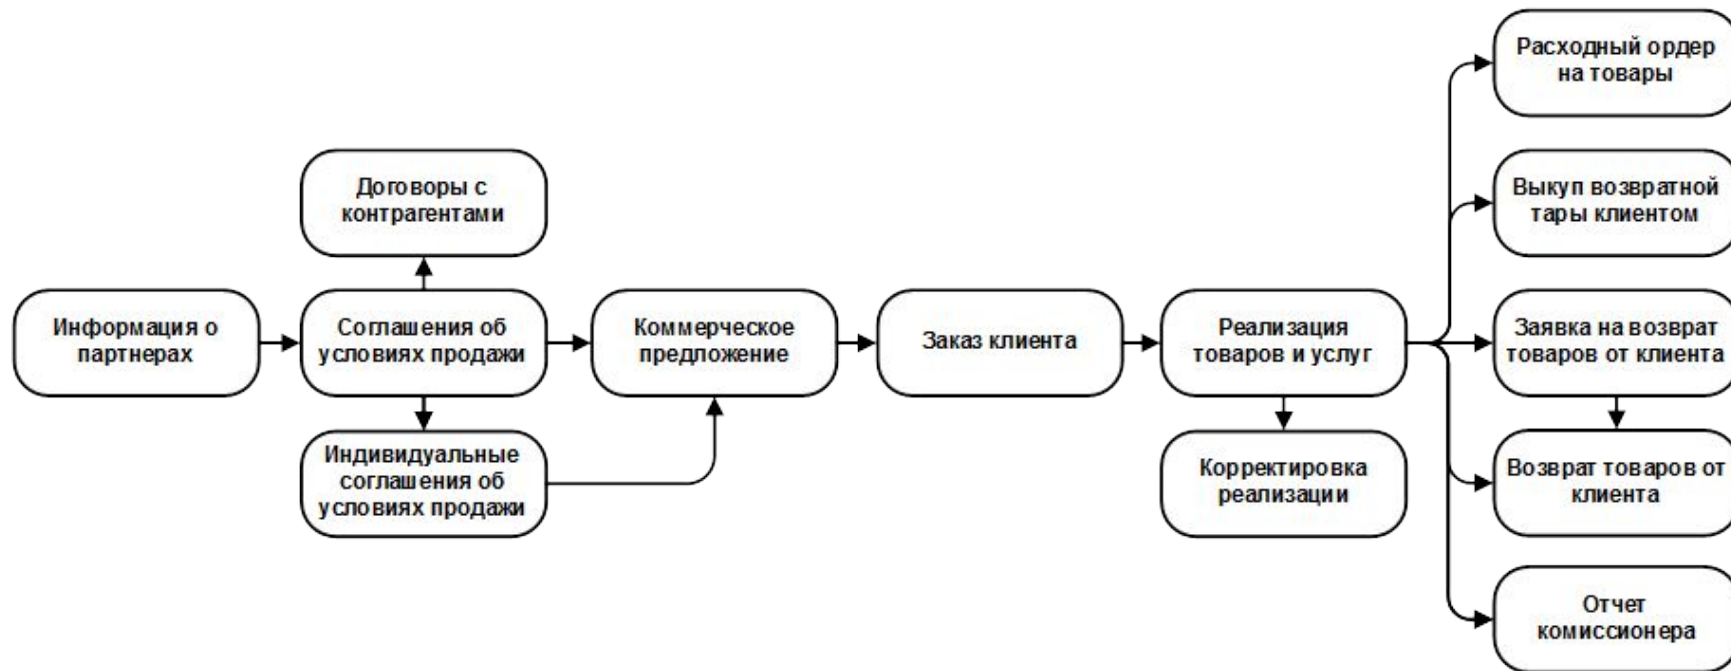 Информация о
партнерах
Договоры с
контрагентами
Соглашения об
условиях продажи
Индивидуальные
соглашения об
условиях продажи
Коммерческое
предложение
Заказ клиента
Реализация
товаров и услуг
Корректировка
реализации
Расходный ордер
на товары
Выкуп возвратной
тары клиентом
Заявка на возврат
товаров от клиента
Возврат товаров от
клиента
Отчет
комиссионера